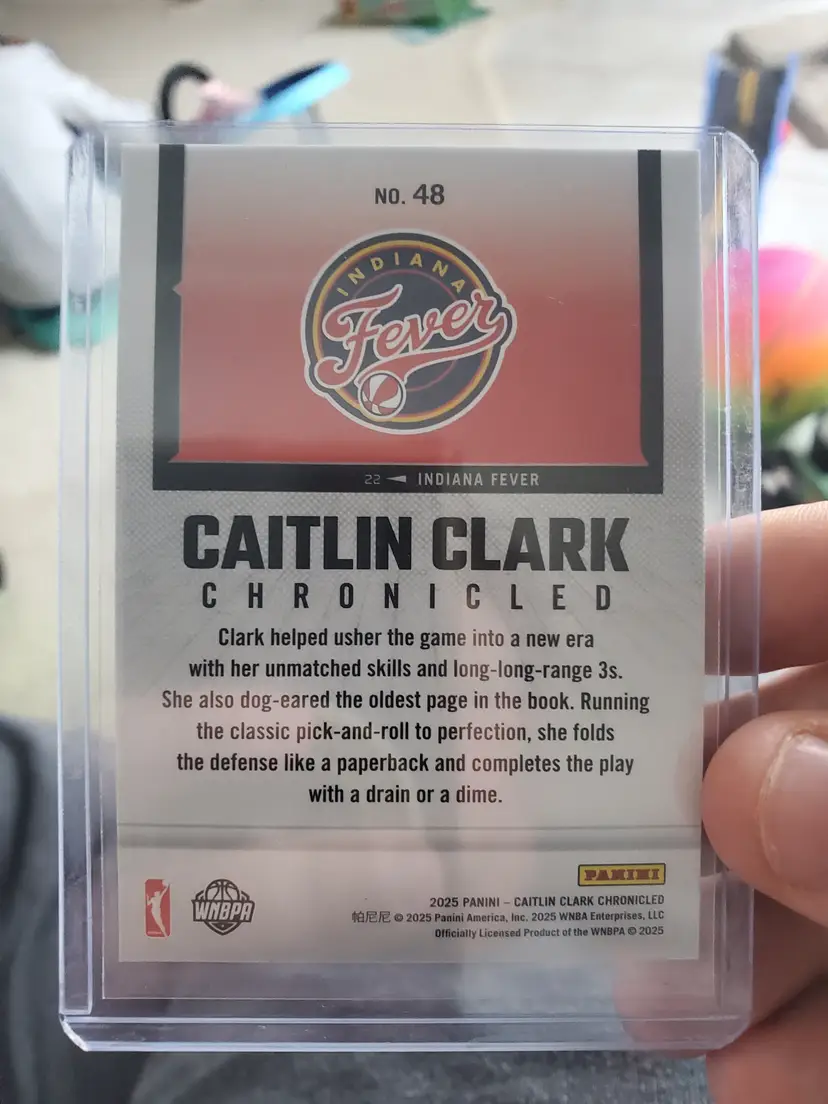 NO. 48
INDIANA
Fever
22 INDIANA FEVER
CAITLIN CLARK
CHRONICLED
Clark helped usher the game into a new era
with her unmatched skills and long-long-range 3s.
She also dog-eared the oldest page in the book. Running
the classic pick-and-roll to perfection, she folds
the defense like a paperback and completes the play
with a drain or a dime.
PANINI
WNBPA
2025 PANINI – CAITLIN CLARK CHRONICLED
帕尼尼 © 2025 Panini America, Inc. 2025 WNBA Enterprises, LLC
Officially Licensed Product of the WNBPA © 2025